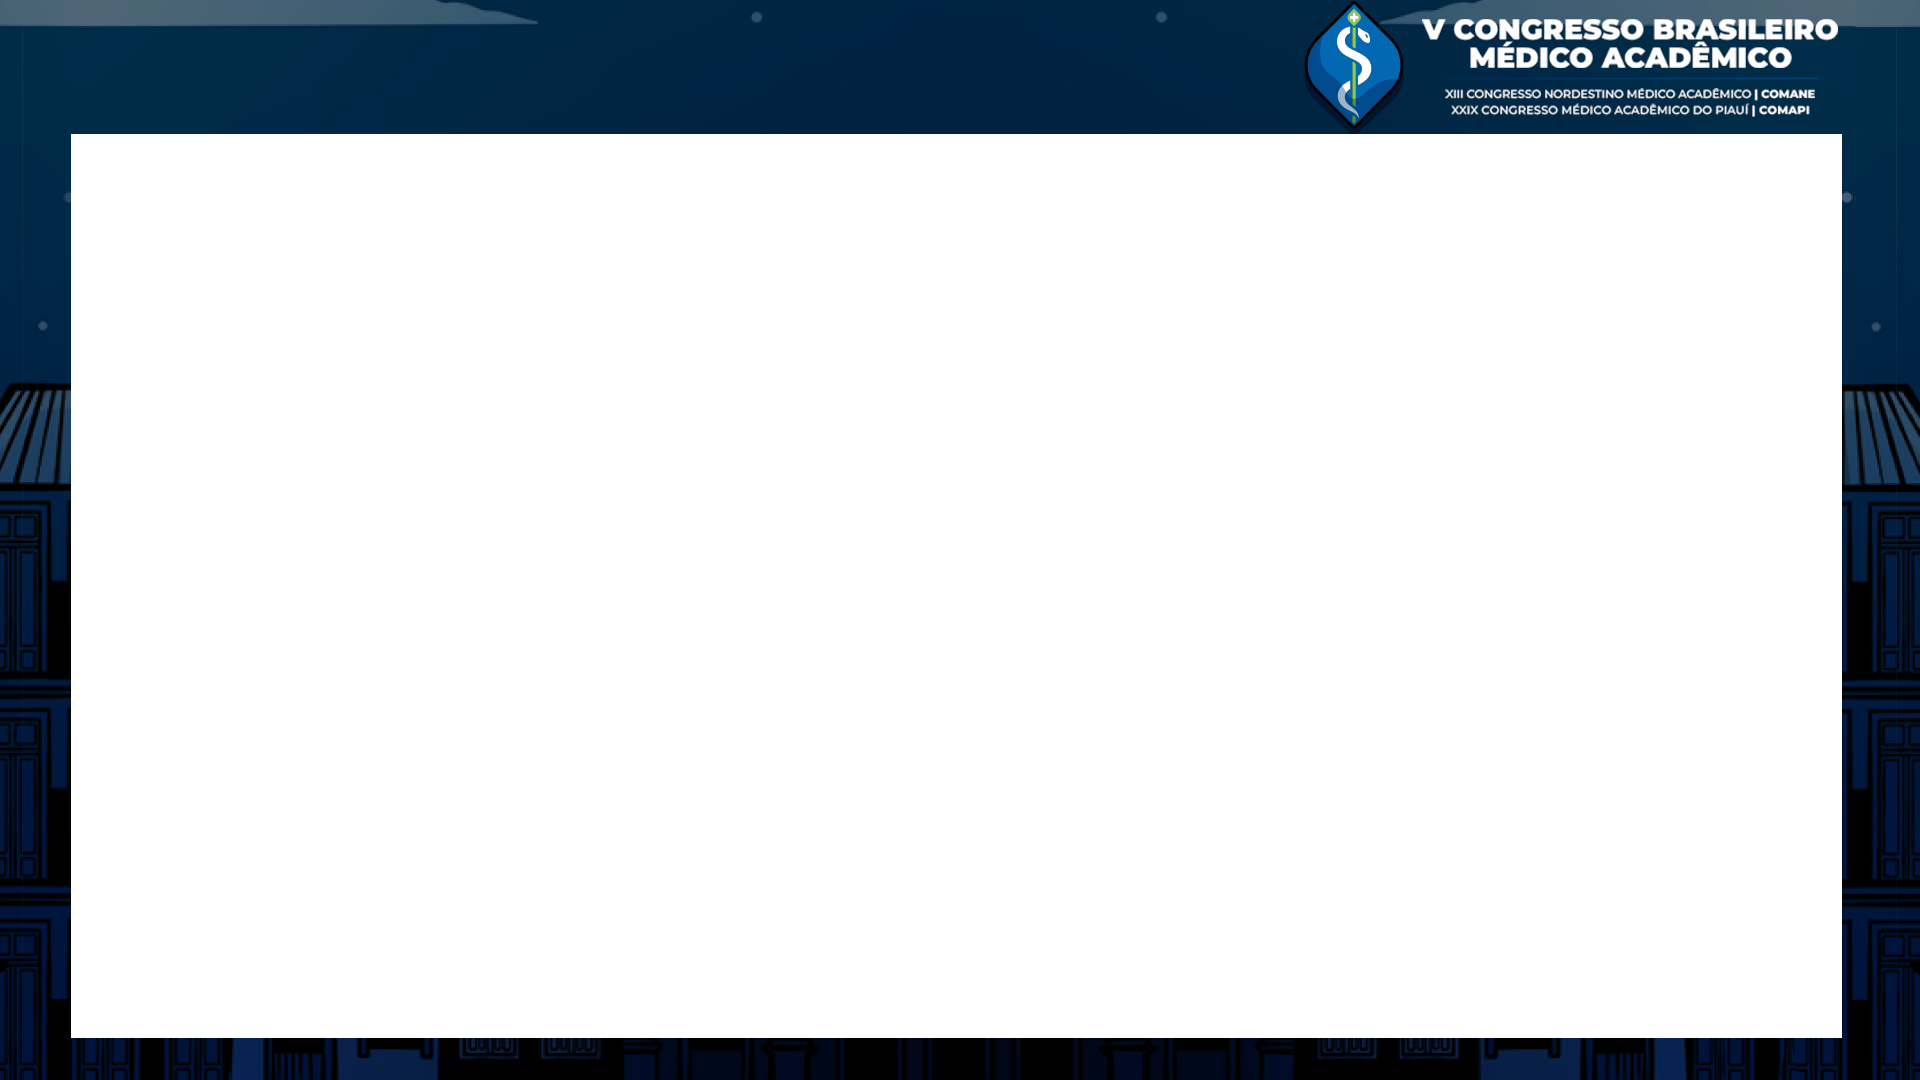 V CONGRESSO BRASILEIRO
MÉDICO ACADÊMICO
XIII CONGRESSO NORDESTINO MÉDICO ACADÊMICO | COMANE
XXIX CONGRESSO MÉDICO ACADÊMICO DO PIAUÍ | COMAPI